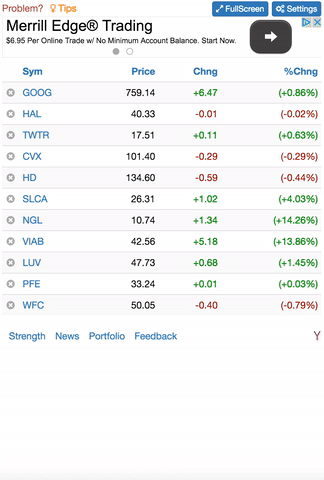 Problem? Tips FullScreen Settings
Merrill Edge® Trading
$6.95 Per Online Trade w/ No Minimum Account Balance. Start Now.
Sym Price Chng %Chng
GOOG 759.14 +6.47 (+0.86%)
HAL 40.33 -0.01 (-0.02%)
TWTR 17.51 +0.11 (+0.63%)
CVX 101.40 -0.29 (-0.29%)
HD 134.60 -0.59 (-0.44%)
SLCA 26.31 +1.02 (+4.03%)
NGL 10.74 +1.34 (+14.26%)
VIAB 42.56 +5.18 (+13.86%)
LUV 47.73 +0.68 (+1.45%)
PFE 33.24 +0.01 (+0.03%)
WFC 50.05 -0.40 (-0.79%)
Strength News Portfolio Feedback Y